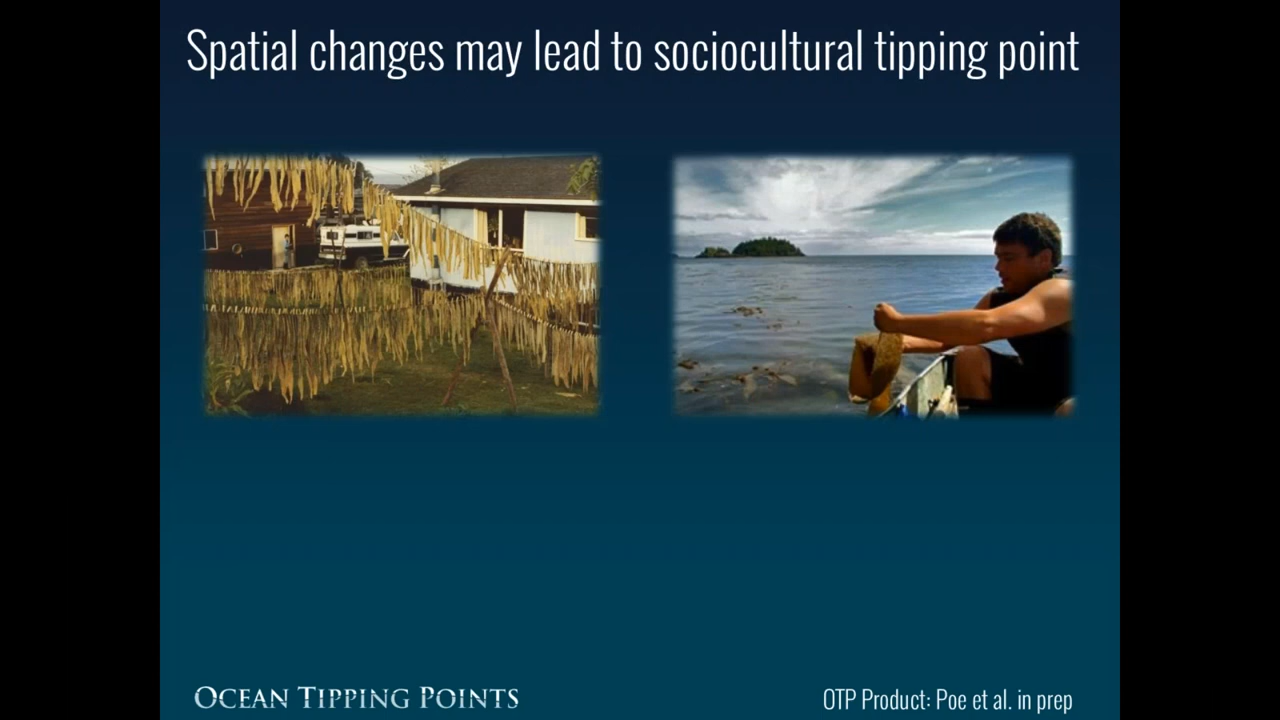 Spatial changes may lead to sociocultural tipping point
OCEAN TIPPING POINTS
OTP Product: Poe et al. in prep